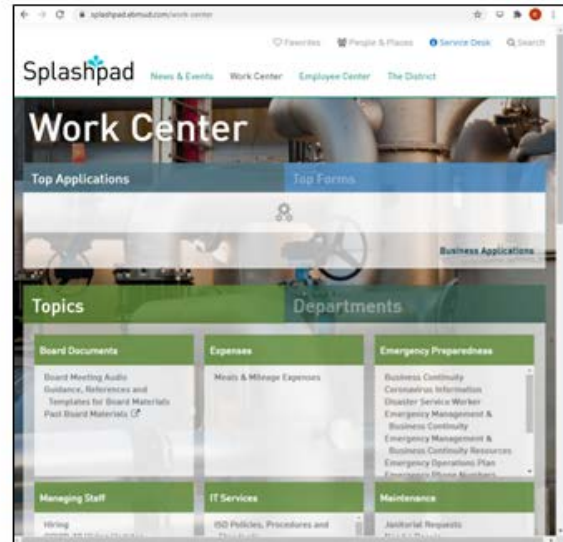 splashpad.ebmud.com/work-center
Favorites People & Places Service Desk Search
Splashpad News & Events Work Center Employee Center The District
Work Center
Top Applications Top Forms
Business Applications
Topics Departments
Board Documents Expenses Emergency Preparedness
Board Meeting Audio
Guidance, References and
Templates for Board Materials
Past Board Materials
Meals & Mileage Expenses
Business Continuity
Coronavirus Information
Disaster Service Worker
Emergency Management &
Business Continuity
Emergency Management &
Business Continuity Resources
Emergency Operations Plan
Emergency Phone Numbers
Managing Staff IT Services Maintenance
Hiring
ISD Policies, Procedures and
Janitorial Requests